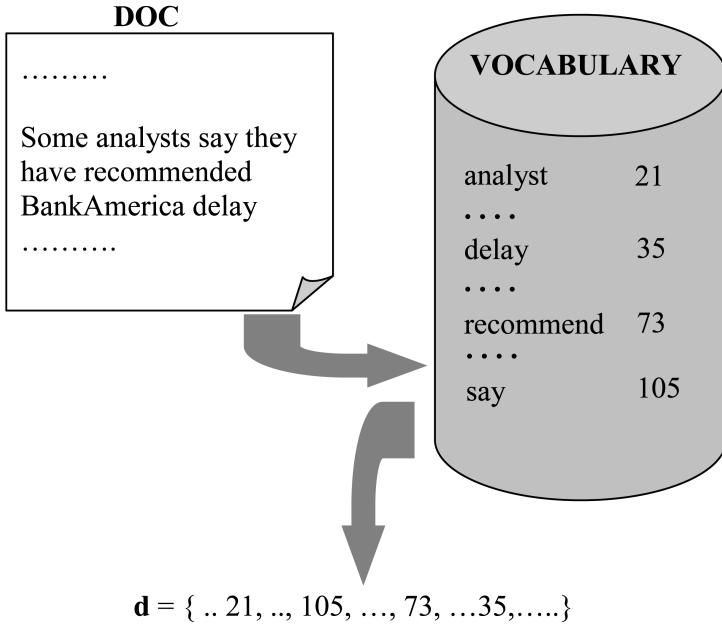 DOC
………
Some analysts say they
have recommended
BankAmerica delay
……….
VOCABULARY
analyst 21
....
delay 35
....
recommend 73
....
say 105
d = { .. 21, .., 105, …, 73, …35,…..}